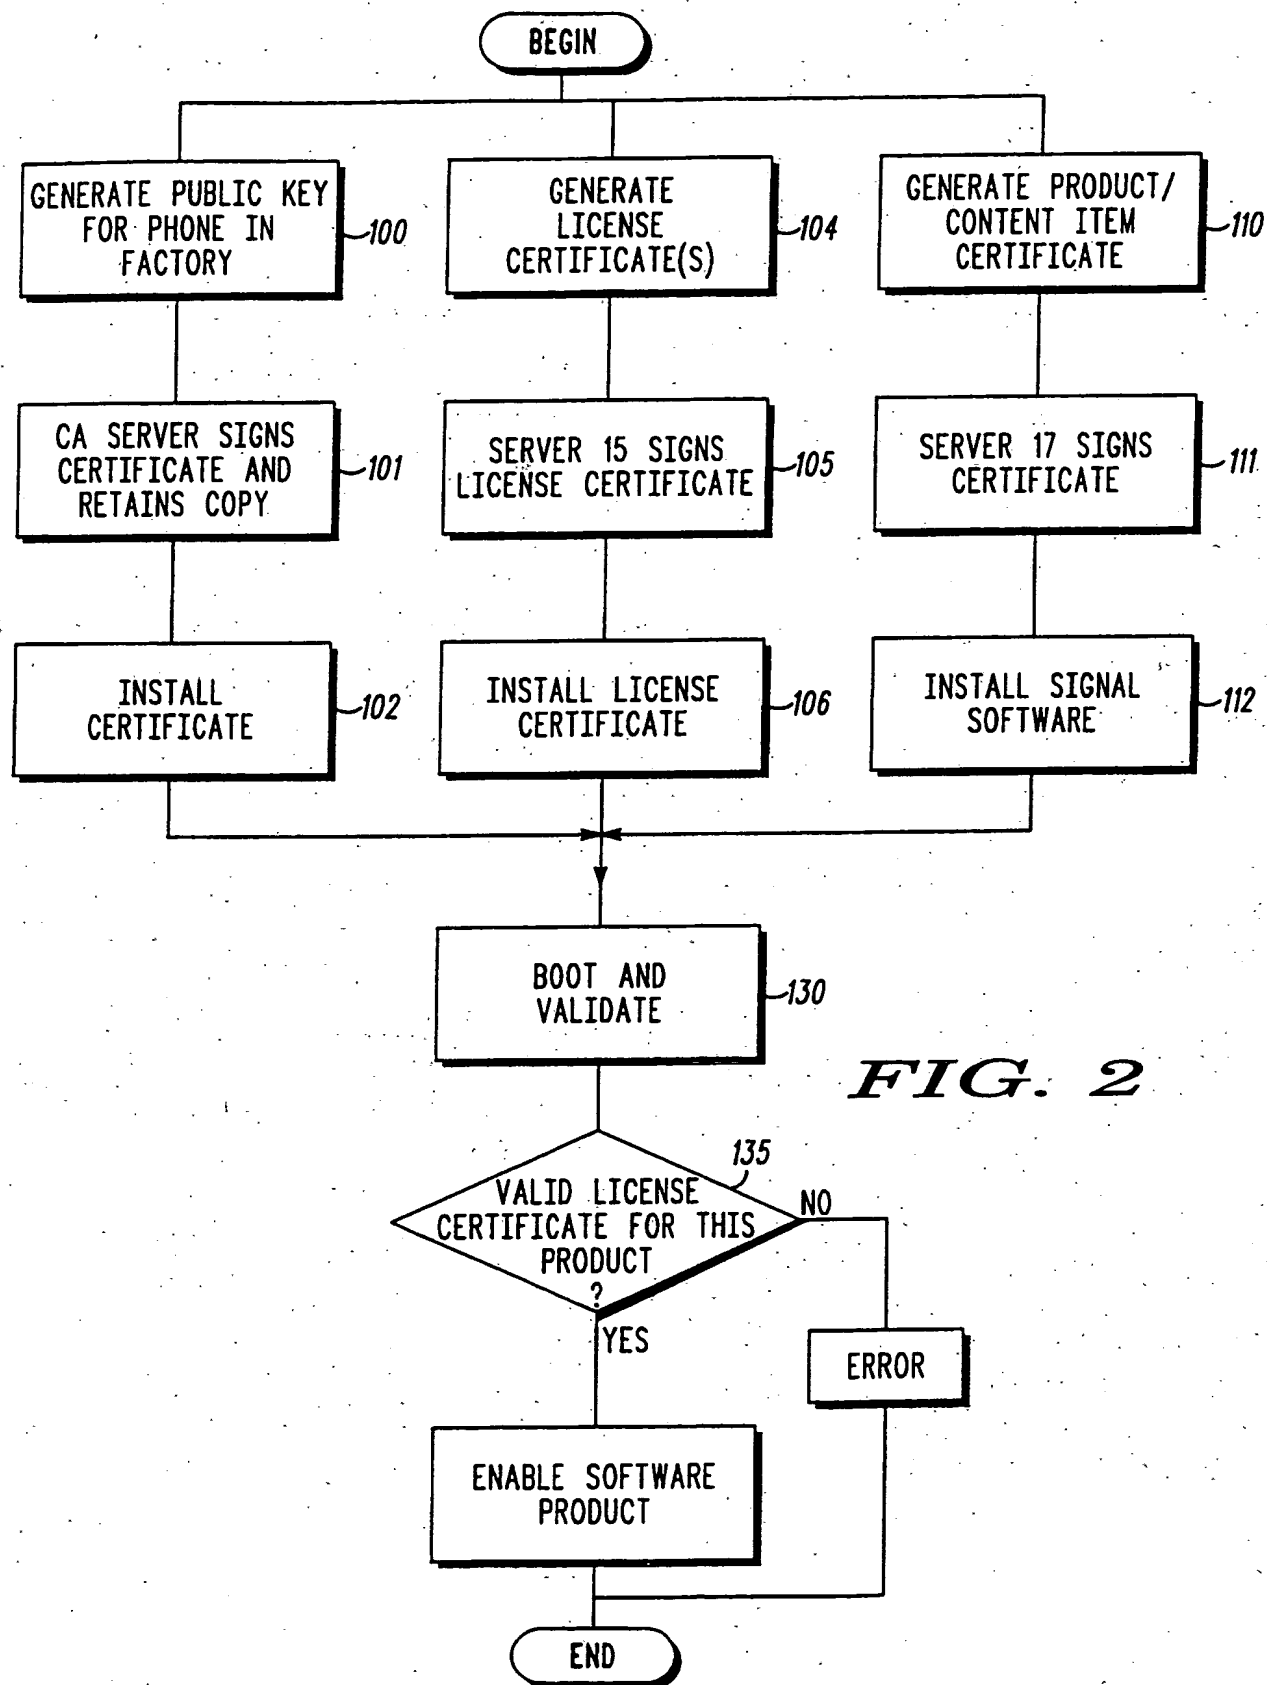 BEGIN
GENERATE PUBLIC KEY
FOR PHONE IN
FACTORY
100
GENERATE
LICENSE
CERTIFICATE(S)
104
GENERATE PRODUCT/
CONTENT ITEM
CERTIFICATE
110
CA SERVER SIGNS
CERTIFICATE AND
RETAINS COPY
101
SERVER 15 SIGNS
LICENSE CERTIFICATE
105
SERVER 17 SIGNS
CERTIFICATE
111
INSTALL
CERTIFICATE
102
INSTALL LICENSE
CERTIFICATE
106
INSTALL SIGNAL
SOFTWARE
112
BOOT AND
VALIDATE
130
FIG. 2
135
VALID LICENSE
CERTIFICATE FOR THIS
PRODUCT
?
NO
YES
ERROR
ENABLE SOFTWARE
PRODUCT
END